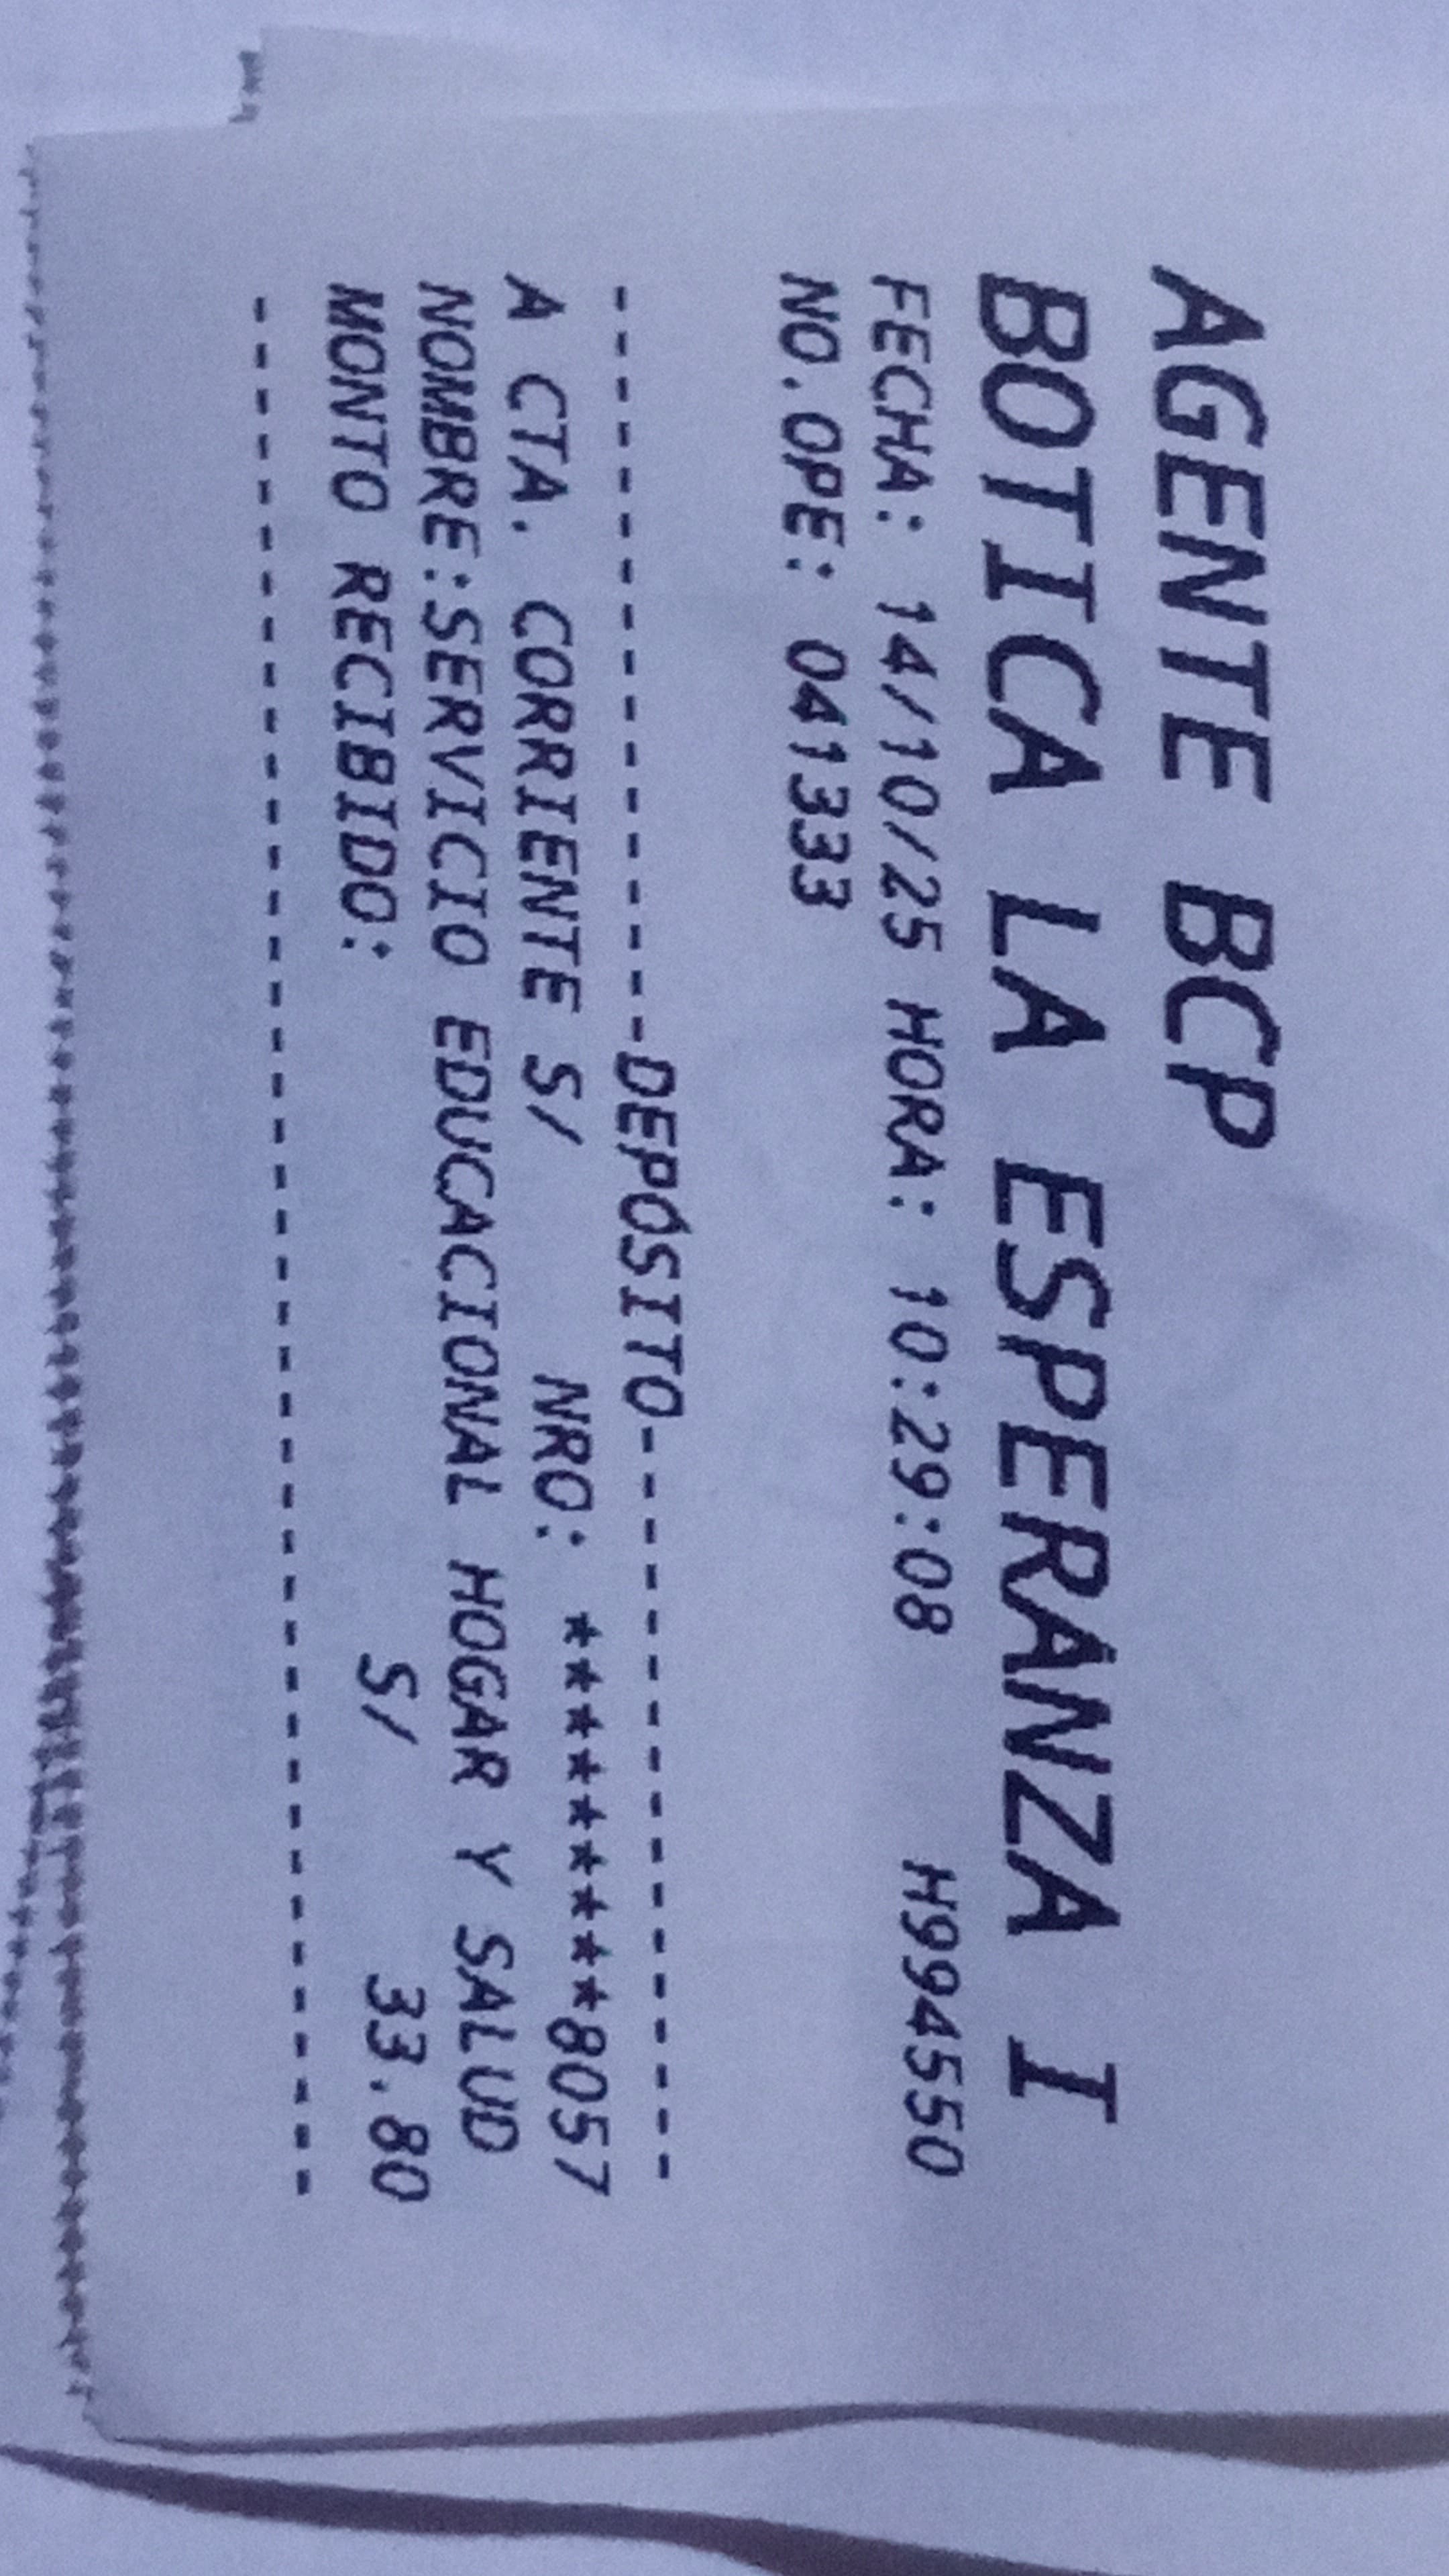 AGENTE BCP
BOTICA LA ESPERANZA I
FECHA: 14/10/25 HORA: 10:29:08 H994550
NO.OPE: 041333
---------------------DEPOSITO---------------------
A CTA. CORRIENTE S/ NRO: *********8057
NOMBRE:SERVICIO EDUCACIONAL HOGAR Y SALUD
MONTO RECIBIDO: S/ 33.80
------------------------------------------